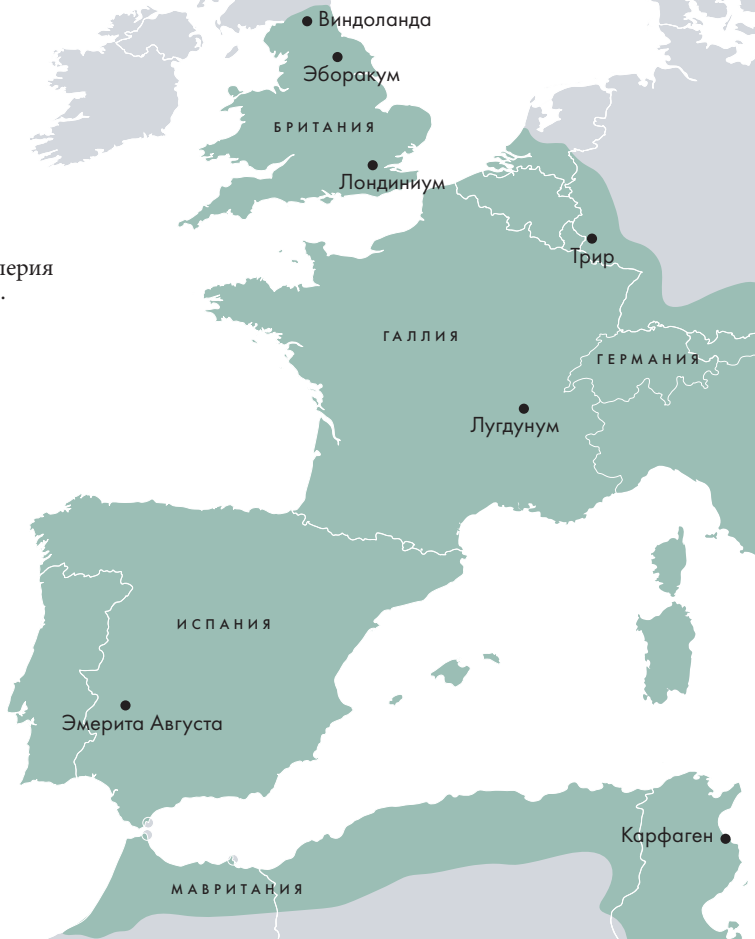 Виндоланда
Эборакум
БРИТАНИЯ
Лондиниум
Трир
ГАЛЛИЯ
ГЕРМАНИЯ
Лугдунум
ИСПАНИЯ
Эмерита Августа
Карфаген
МАВРИТАНИЯ